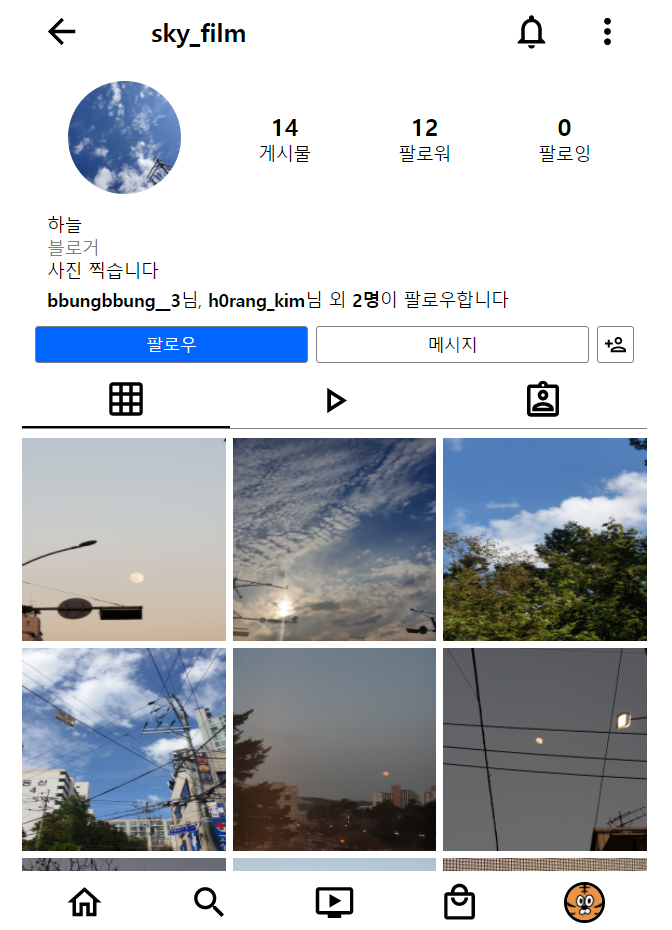 sky_film
14 12 0
게시물 팔로워 팔로잉
하늘
블로거
사진 찍습니다
bbungbbung__3님, h0rang_kim님 외 2명이 팔로우합니다
팔로우 메시지